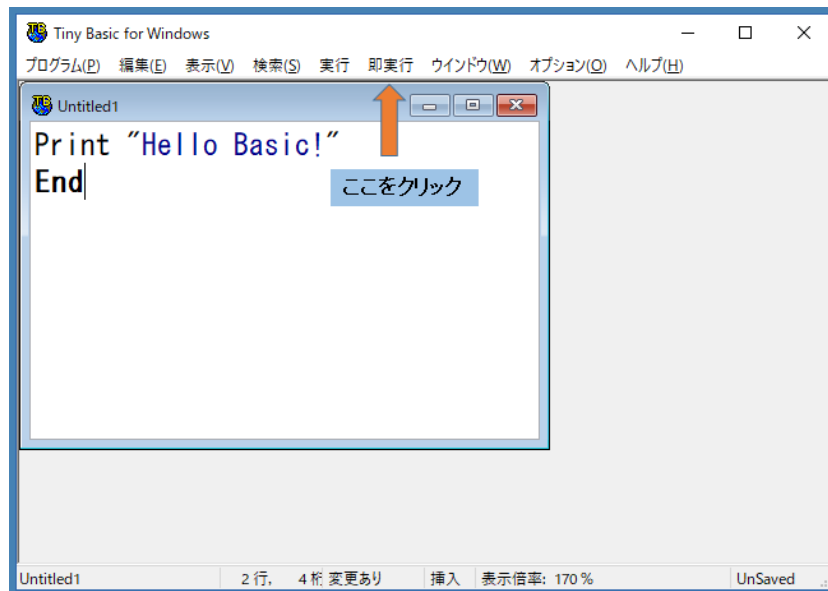 Tiny Basic for Windows
プログラム(P) 編集(E) 表示(V) 検索(S) 実行 即実行 ウインドウ(W) オプション(O) ヘルプ(H)
Untitled1
Print "Hello Basic!"
End
ここをクリック
Untitled1 2行, 4桁 変更あり 挿入 表示倍率: 170 % UnSaved